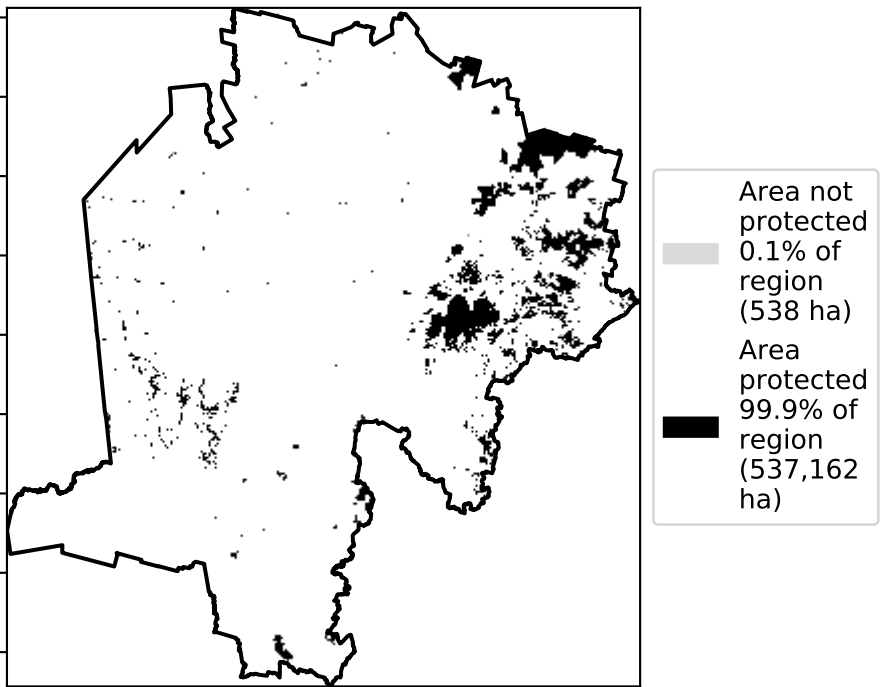 Area not
protected
0.1% of
region
(538 ha)
Area
protected
99.9% of
region
(537,162
ha)